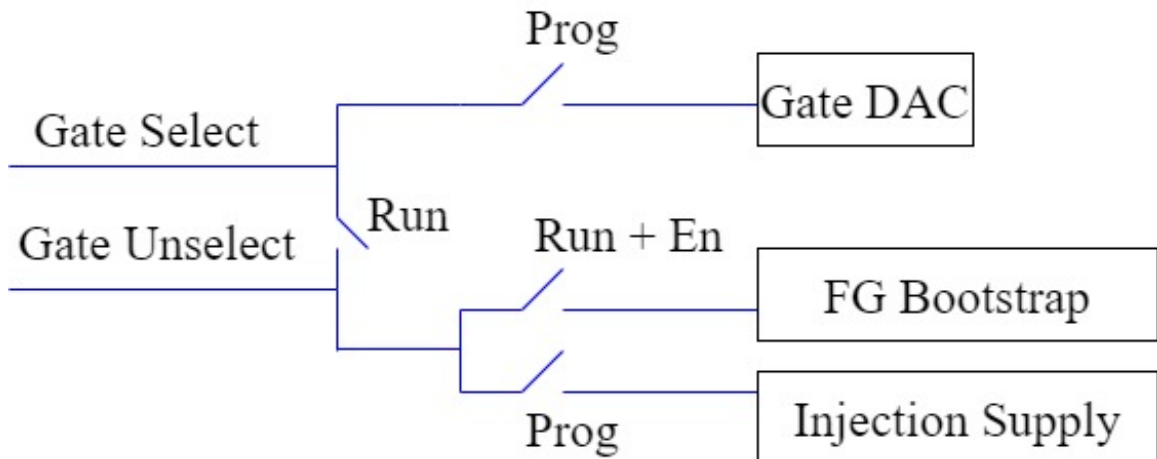 Prog
Gate DAC
Gate Select
Run
Gate Unselect
Run + En
FG Bootstrap
Injection Supply
Prog